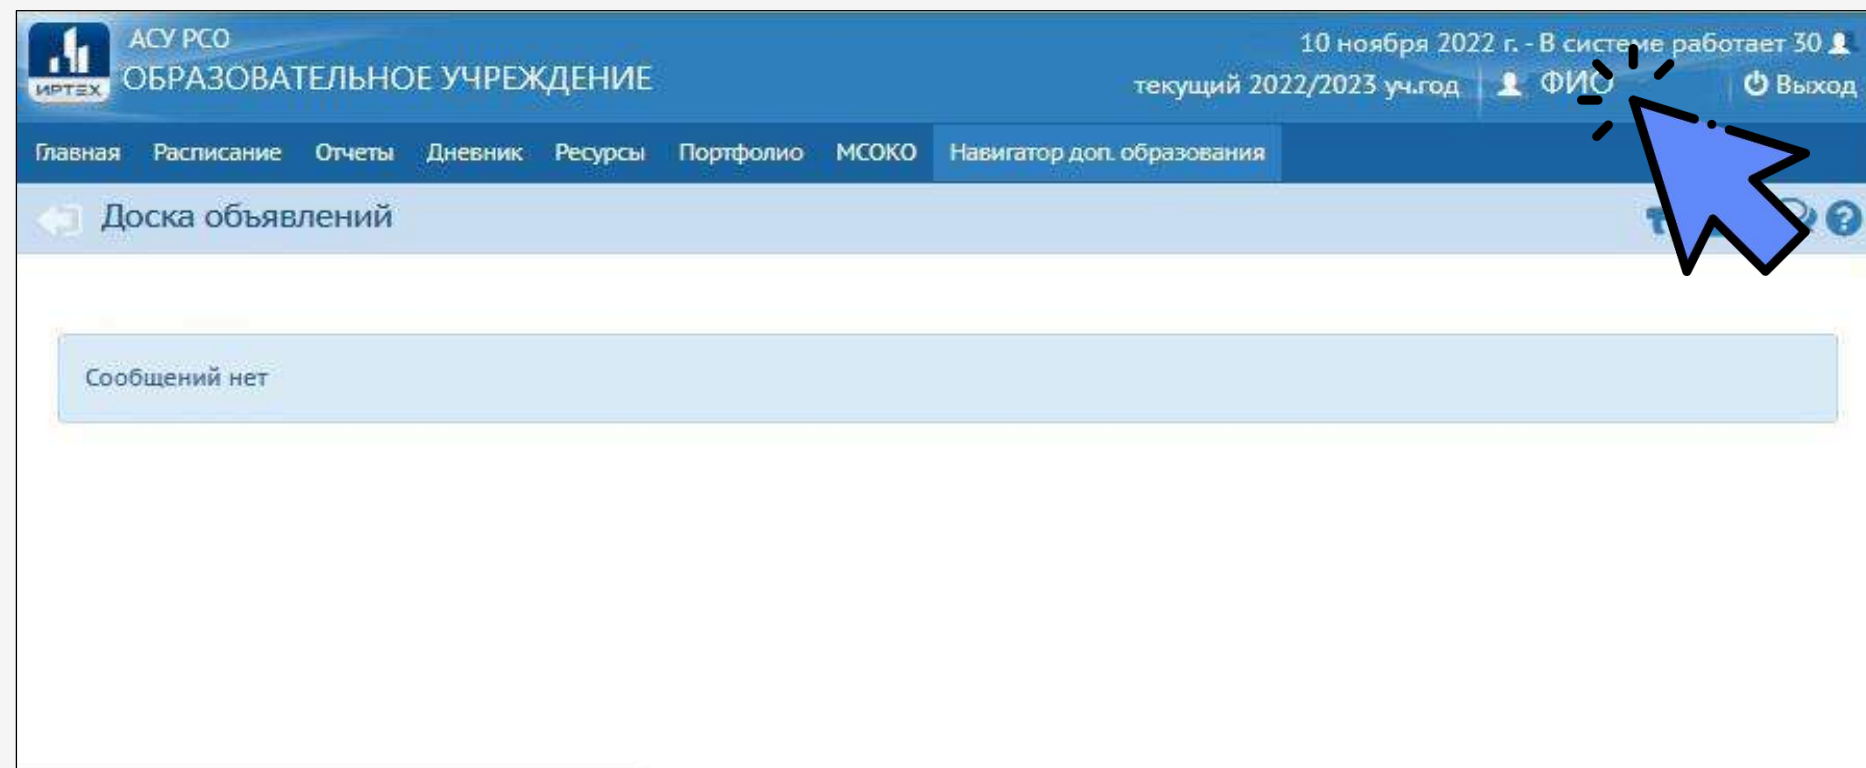 АСУ РСО
ОБРАЗОВАТЕЛЬНОЕ УЧРЕЖДЕНИЕ
ИРТЕХ
10 ноября 2022 г. - В системе работает 30
текущий 2022/2023 уч.год
ФИО
Выход
Главная Расписание Отчеты Дневник Ресурсы Портфолио МСОКО Навигатор доп. образования
Доска объявлений
Сообщений нет